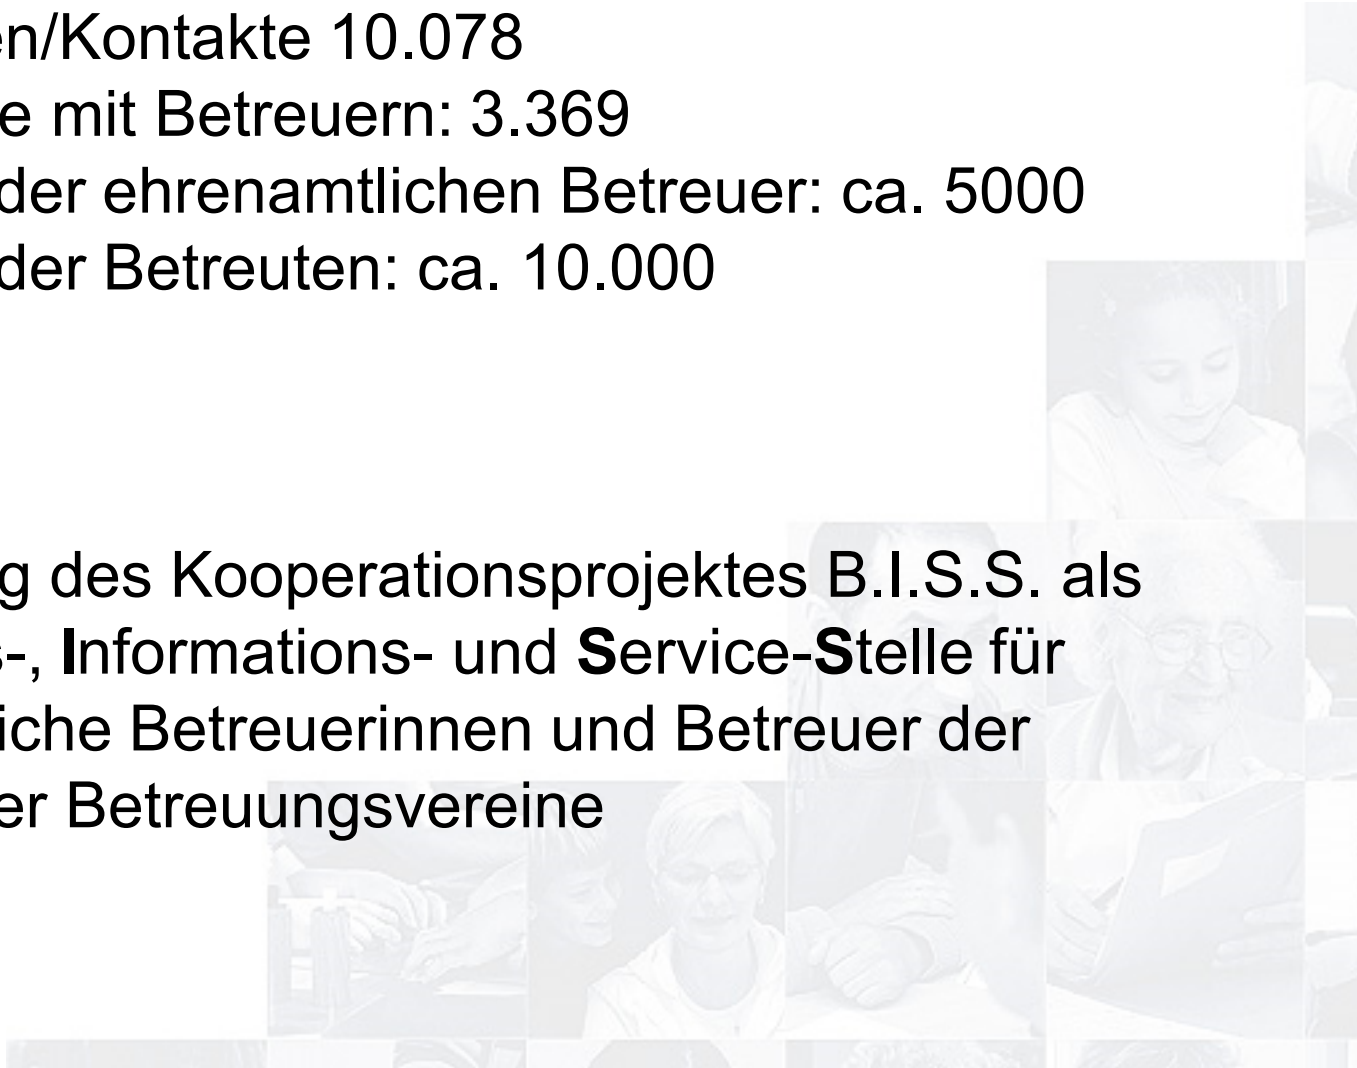 en/Kontakte 10.078
e mit Betreuern: 3.369
der ehrenamtlichen Betreuer: ca. 5000
der Betreuten: ca. 10.000
g des Kooperationsprojektes B.I.S.S. als
s-, Informations- und Service-Stelle für
iche Betreuerinnen und Betreuer der
er Betreuungsvereine